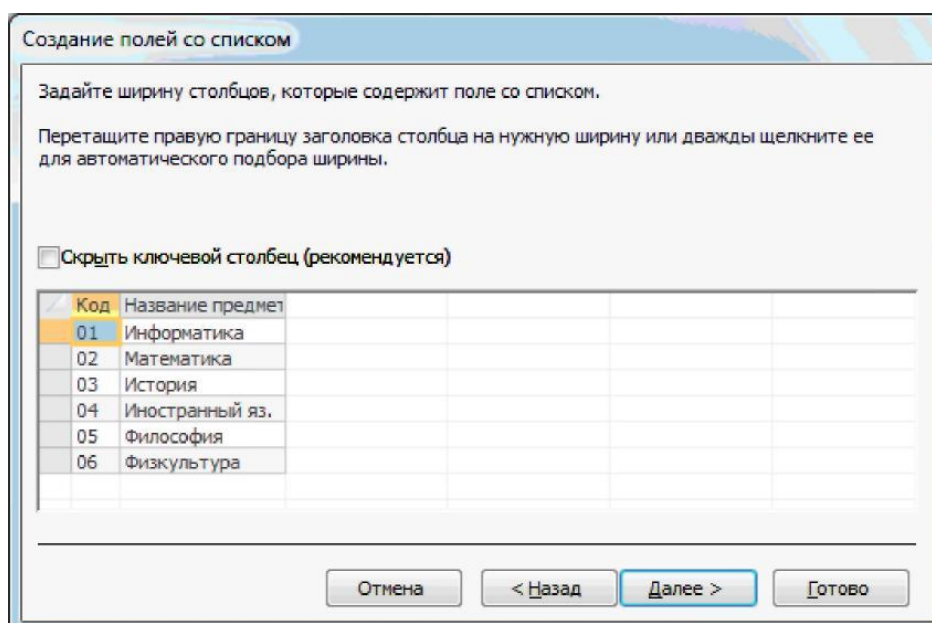 Создание полей со списком
Задайте ширину столбцов, которые содержит поле со списком.
Перетащите правую границу заголовка столбца на нужную ширину или дважды щелкните ее
для автоматического подбора ширины.
Скрыть ключевой столбец (рекомендуется)
Код Название предмет
01 Информатика
02 Математика
03 История
04 Иностранный яз.
05 Философия
06 Физкультура
Отмена < Назад Далее > Готово